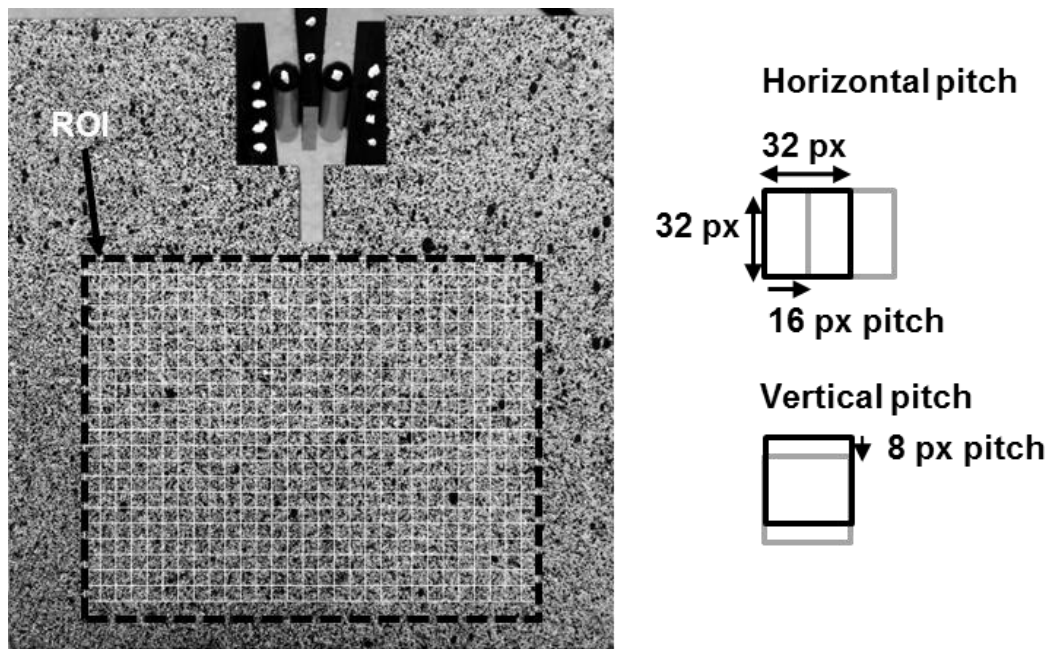 ROI
Horizontal pitch
32 px
32 px
16 px pitch
Vertical pitch
8 px pitch